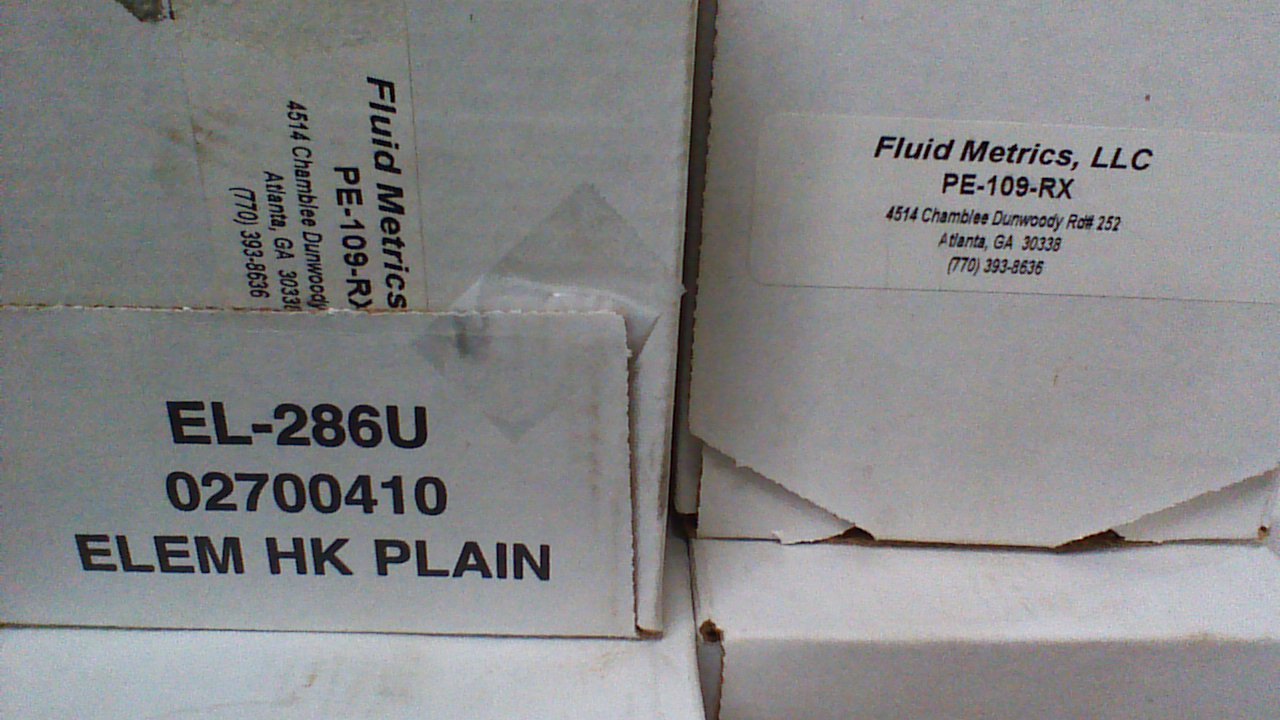 Fluid Metrics
PE-109-RX
4514 Chamblee Dunwoody
Atlanta, GA
(770) 393-8636
EL-286U
02700410
ELEM HK PLAIN
Fluid Metrics, LLC
PE-109-RX
4514 Chamblee Dunwoody Rd# 252
Atlanta, GA 30338
(770) 393-8636